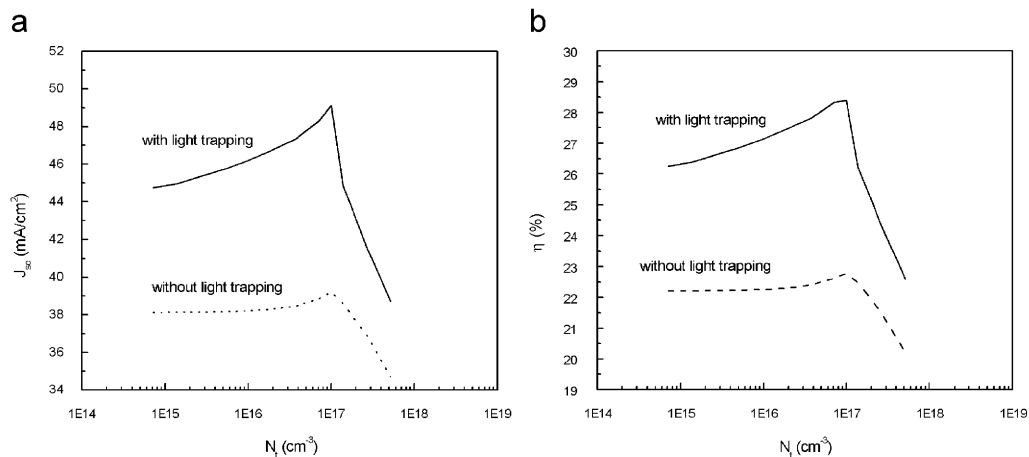 a
52
50
48
46
44
42
40
38
36
34
J_sc (mA/cm²)
with light trapping
without light trapping
1E14 1E15 1E16 1E17 1E18 1E19
N_t (cm⁻³)
b
30
29
28
27
26
25
24
23
22
21
20
19
η (%)
with light trapping
without light trapping
1E14 1E15 1E16 1E17 1E18 1E19
N_t (cm⁻³)